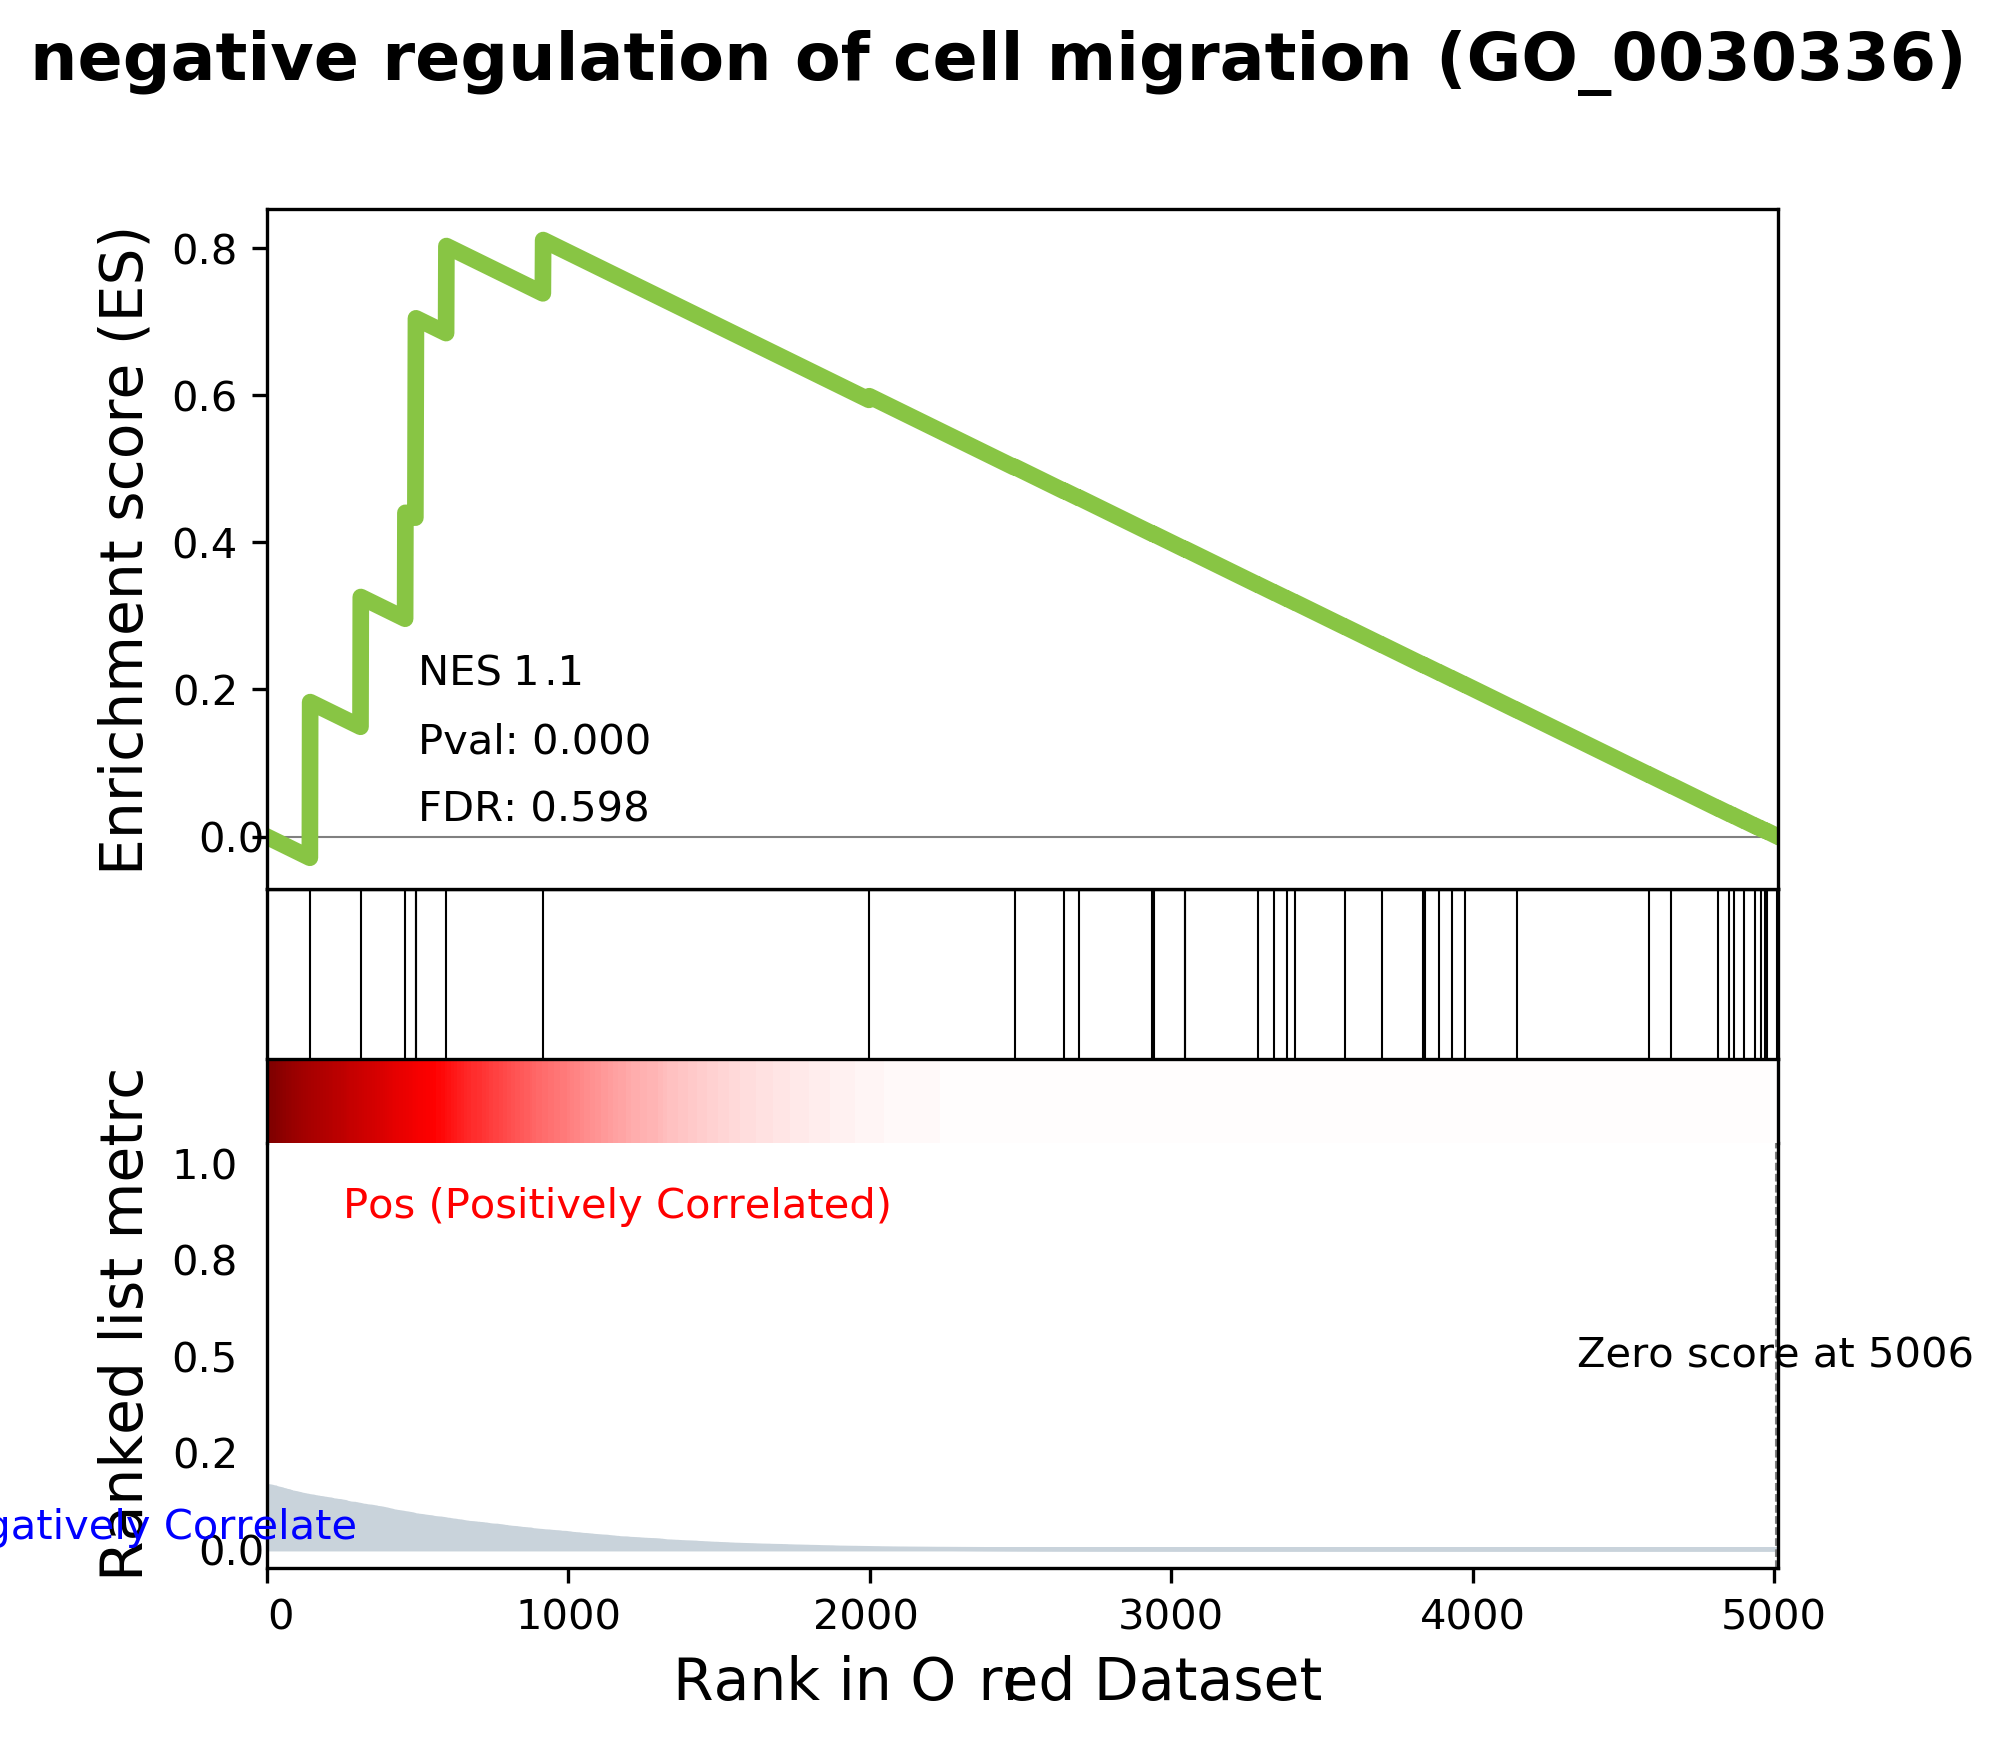 negative regulation of cell migration (GO_0030336)
Enrichment score (ES)
0.8
0.6
0.4
0.2
0.0
NES 1.1
Pval: 0.000
FDR: 0.598
Ranked list metrc
1.0
0.8
0.5
0.2
0.0
Pos (Positively Correlated)
Zero score at 5006
gatively Correlate
0 1000 2000 3000 4000 5000
Rank in O red Dataset